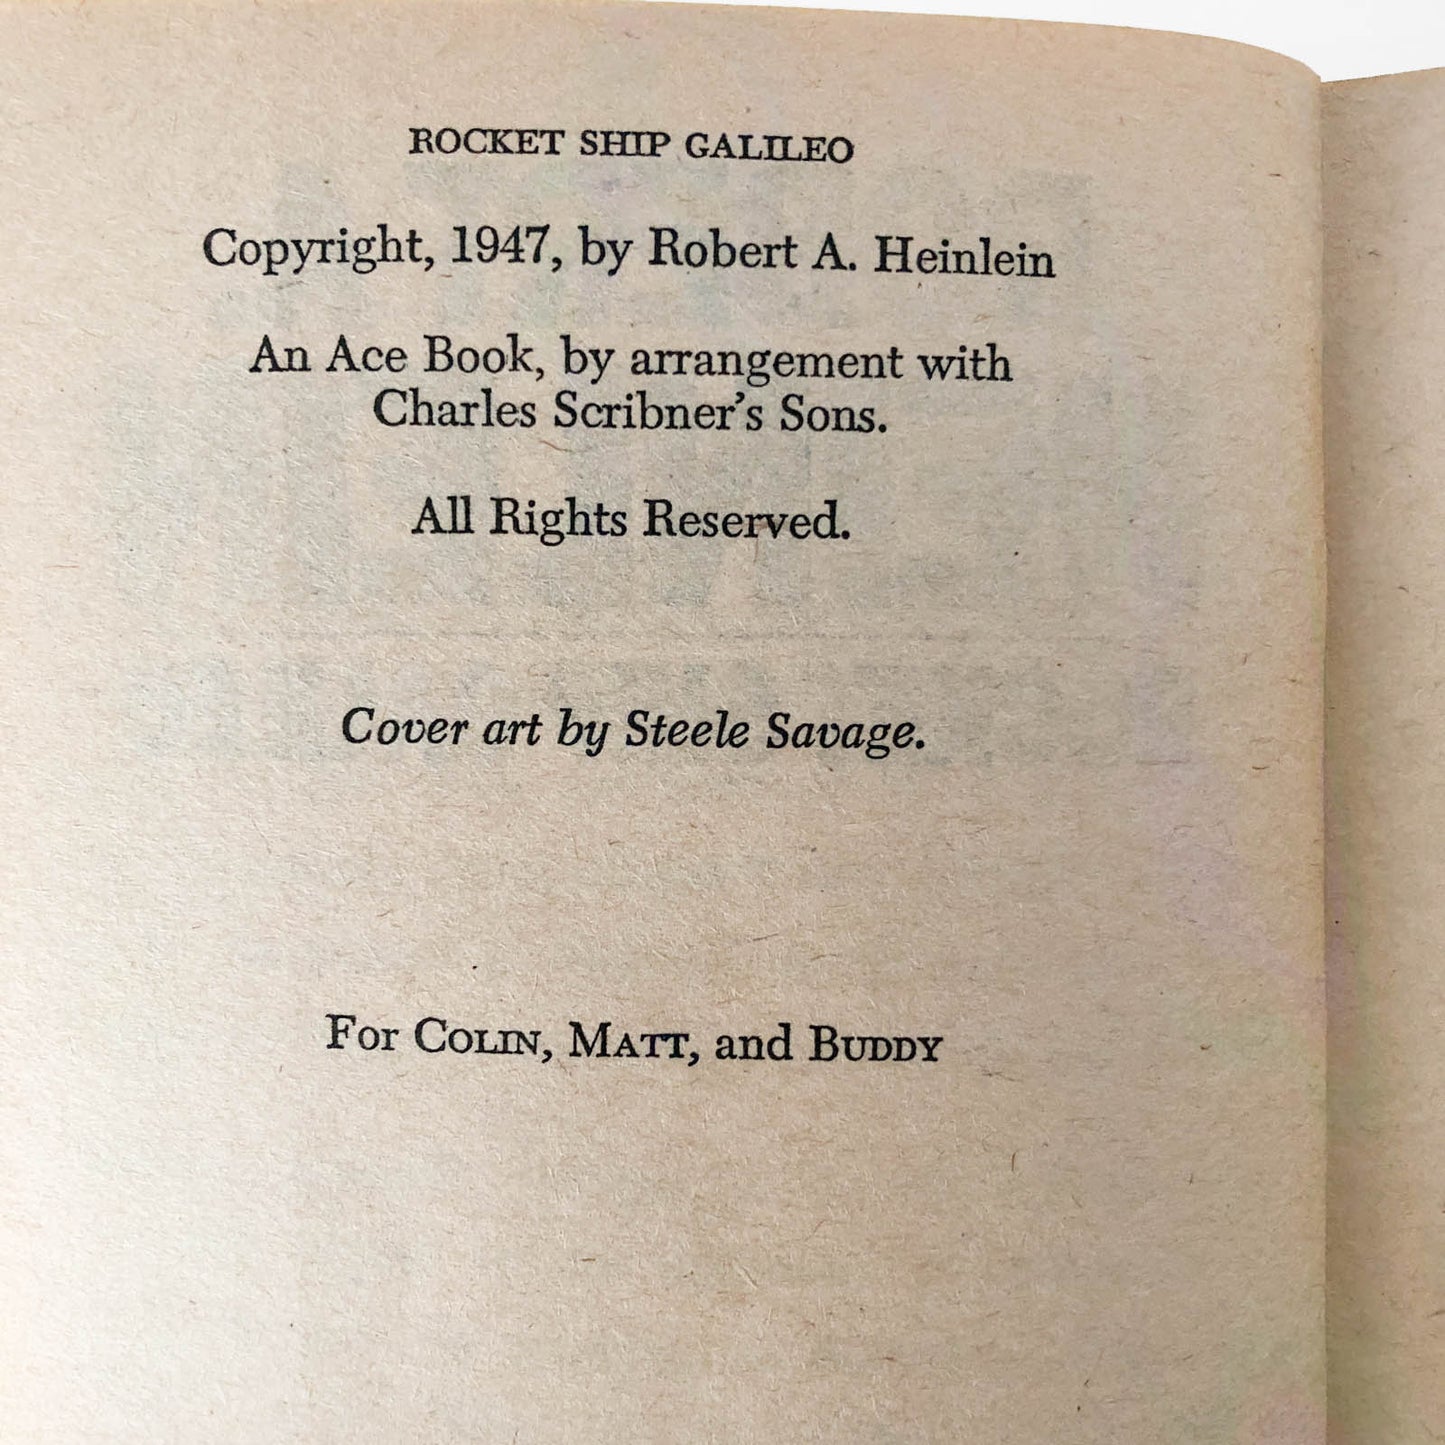 ROCKET SHIP GALILEO
Copyright, 1947, by Robert A. Heinlein
An Ace Book, by arrangement with
Charles Scribner's Sons.
All Rights Reserved.
Cover art by Steele Savage.
For COLIN, MATT, and BUDDY